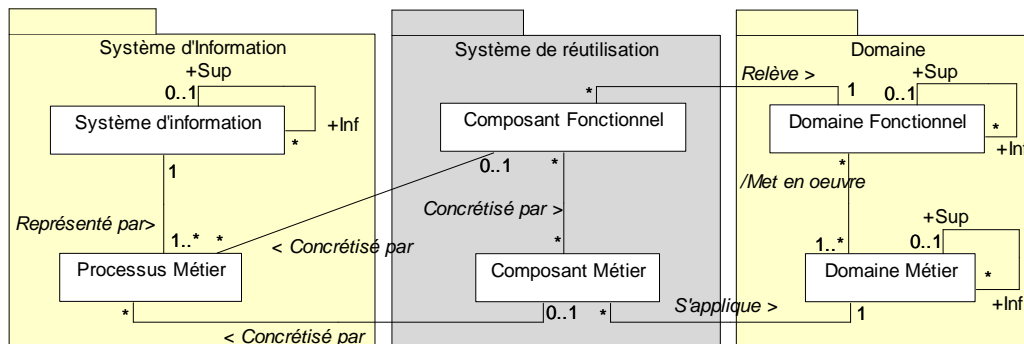 Système d'Information
Système de réutilisation
Domaine
+Sup
0..1
Système d'information
+Inf
*
1
Représenté par>
1..*
*
Processus Métier
*
< Concrétisé par
*
Composant Fonctionnel
0..1
*
Concrétisé par >
< Concrétisé par
*
Composant Métier
0..1
*
Relève >
1
+Sup
0..1
Domaine Fonctionnel
*
+Inf
*
/Met en oeuvre
+Sup
1..*
0..1
Domaine Métier
*
+Inf
S'applique >
1